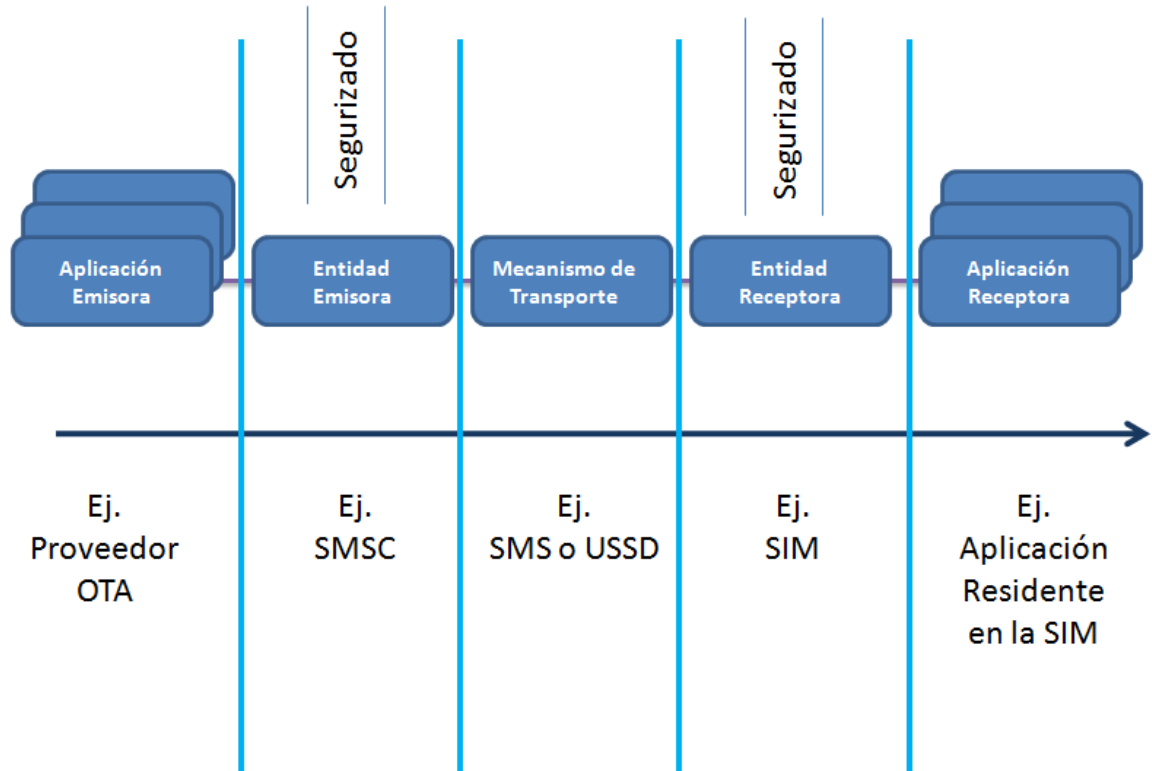 Segurizado
Segurizado
Aplicación
Emisora
Entidad
Emisora
Mecanismo de
Transporte
Entidad
Receptora
Aplicación
Receptora
Ej.
Proveedor
OTA
Ej.
SMSC
Ej.
SMS o USSD
Ej.
SIM
Ej.
Aplicación
Residente
en la SIM